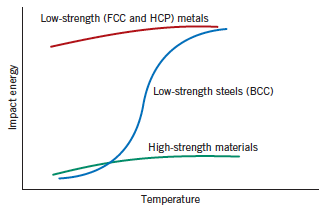 Low-strength (FCC and HCP) metals
Impact energy
Low-strength steels (BCC)
High-strength materials
Temperature